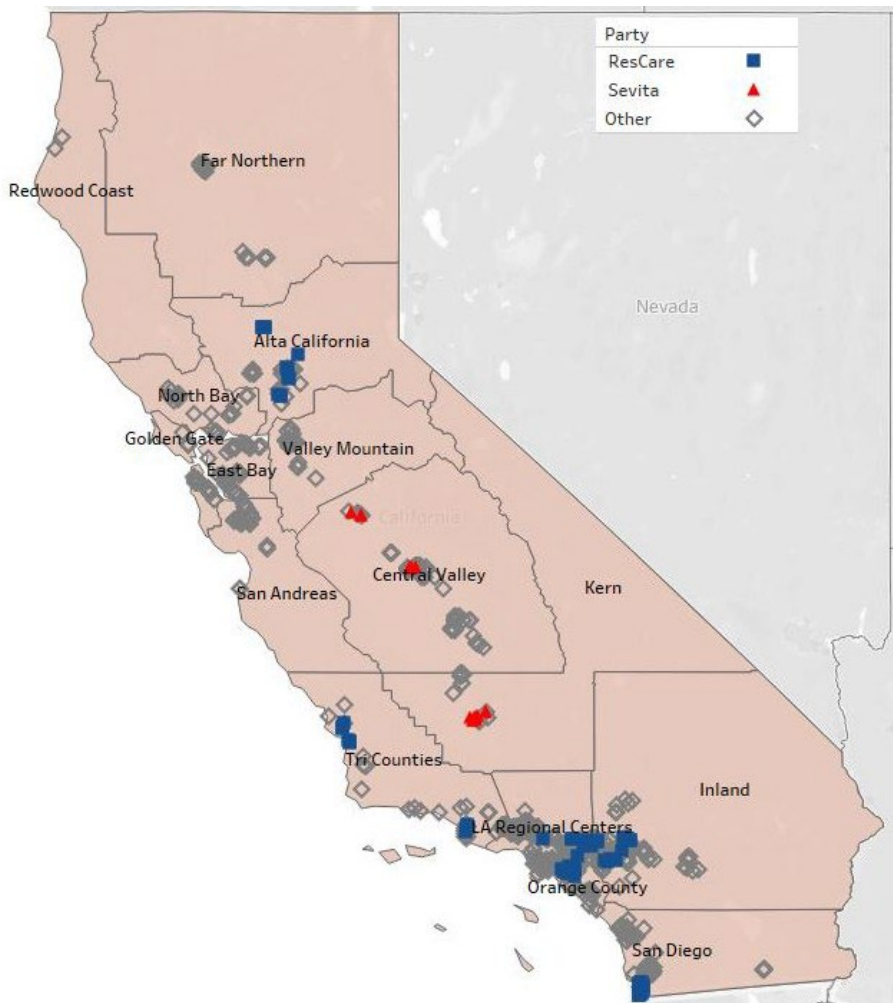 Party
ResCare
Sevita
Other
Far Northern
Redwood Coast
Nevada
Alta California
North Bay
Golden Gate
Valley Mountain
East Bay
California
Central Valley
San Andreas
Kern
Tri Counties
Inland
LA Regional Centers
Orange County
San Diego